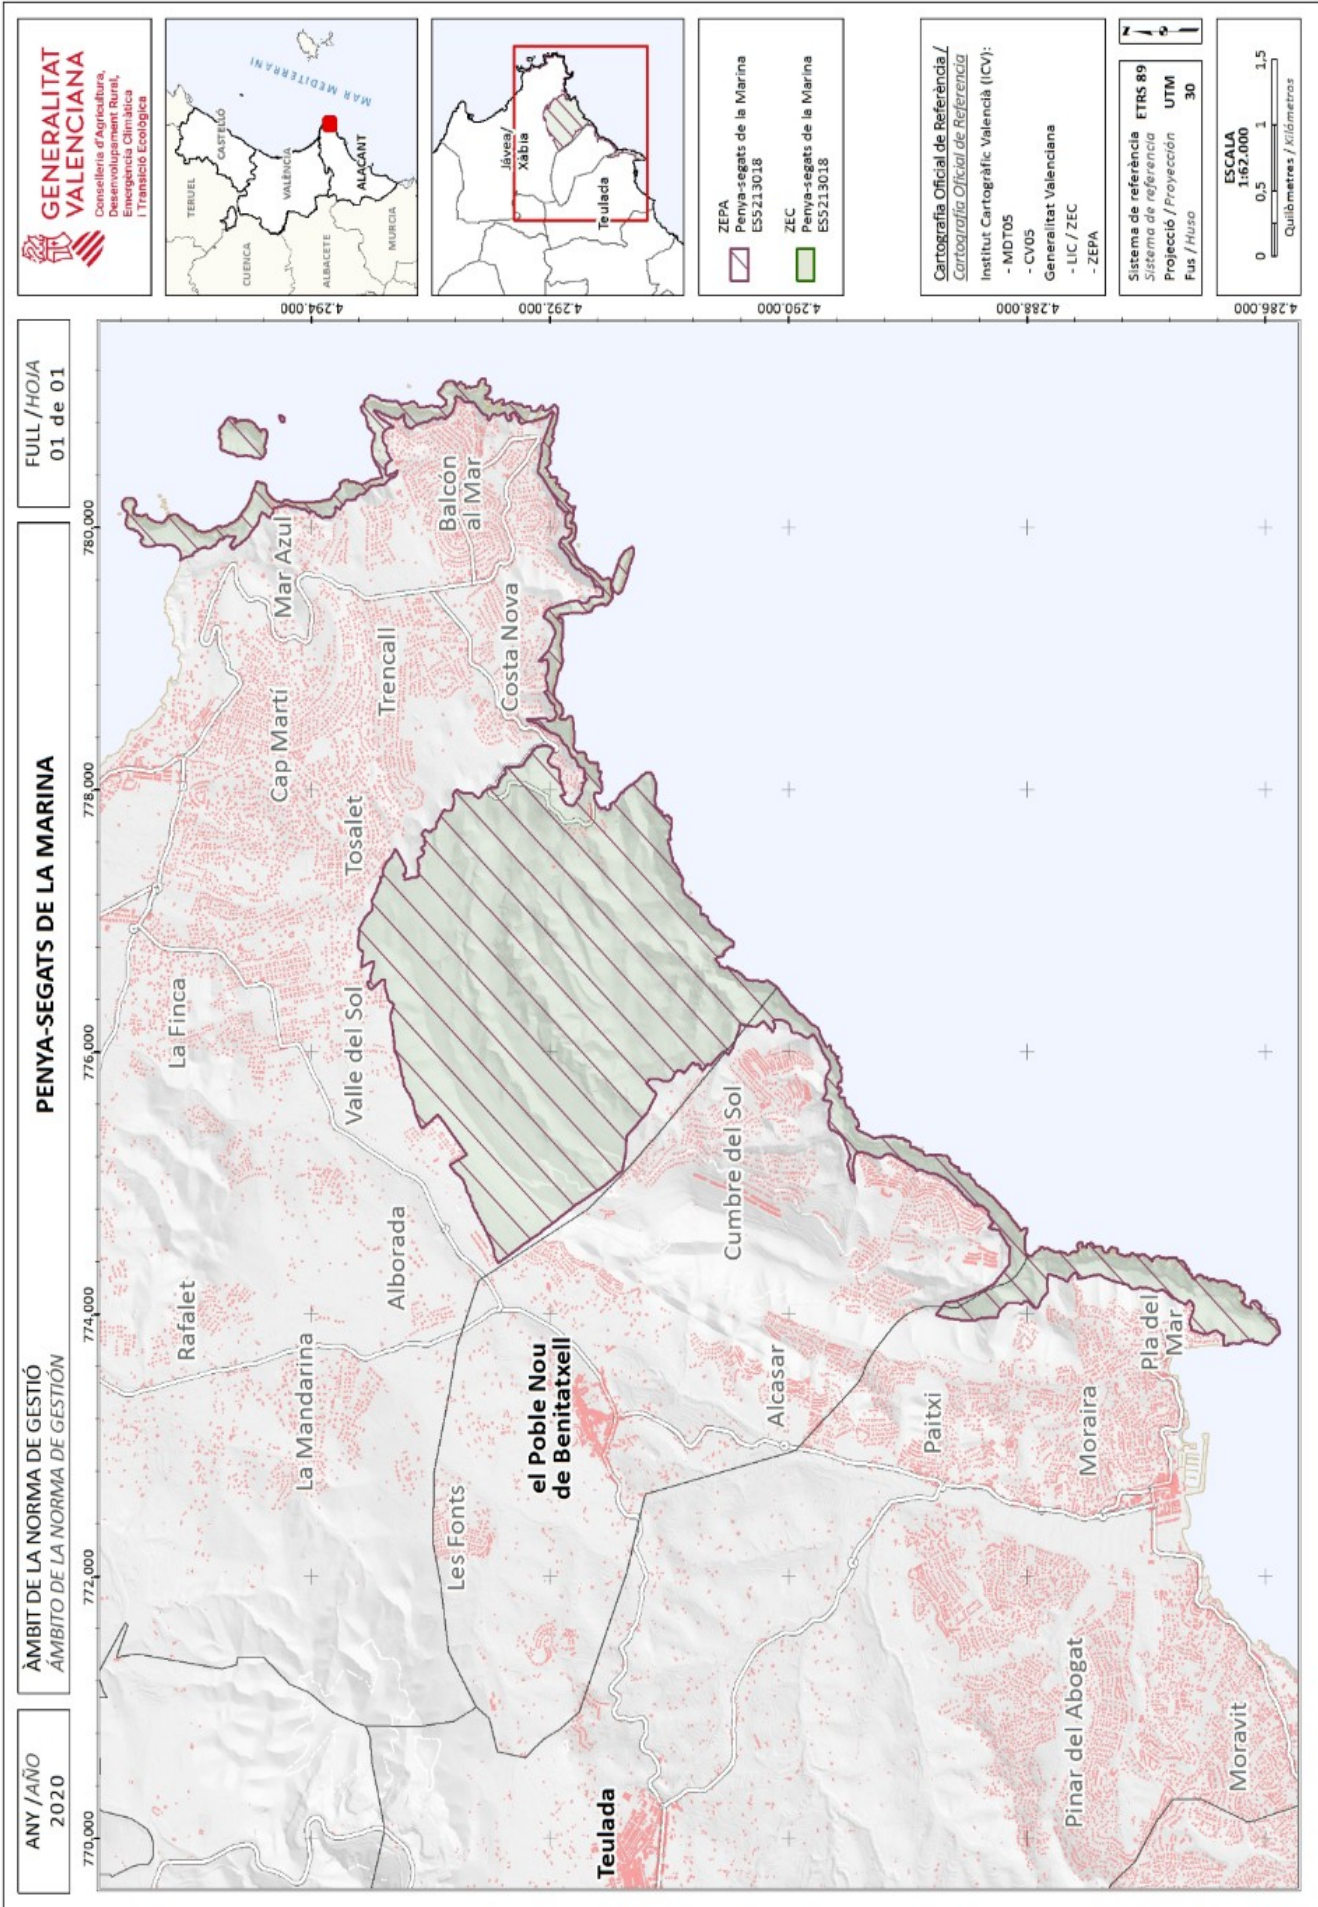 ANY / AÑO
2020
ÀMBIT DE LA NORMA DE GESTIÓ
ÁMBITO DE LA NORMA DE GESTIÓN
PENYA-SEGATS DE LA MARINA
FULL / HOJA
01 de 01
GENERALITAT
VALENCIANA
Conselleria d'Agricultura,
Desenvolupament Rural,
Emergència Climàtica
i Transició Ecològica
TERUEL
CASTELLÓ
CUENCA
VALÈNCIA
ALBACETE
ALACANT
MURCIA
MAR MEDITERRANI
Jávea/
Xàbia
Teulada
ZEPA
Penya-segats de la Marina
ES5213018
ZEC
Penya-segats de la Marina
ES5213018
Cartografia Oficial de Referència /
Cartografía Oficial de Referencia
Institut Cartogràfic Valencià (ICV):
- MDT05
- CV05
Generalitat Valenciana
- LIC / ZEC
- ZEPA
Sistema de referència ETRS 89
Sistema de referencia
Projecció / Proyección UTM
Fus / Huso 30
N
ESCALA
1:62.000
0 0,5 1 1,5
Quilòmetres / Kilómetros
770.000
772.000
774.000
776.000
778.000
780.000
4.294.000
4.292.000
4.290.000
4.288.000
4.286.000
Rafalet
La Finca
La Mandarina
Cap Martí
Mar Azul
Alborada
Valle del Sol
Tosalet
Trencall
Balcón
al Mar
Les Fonts
Costa Nova
el Poble Nou
de Benitatxell
Teulada
Cumbre del Sol
Alcasar
Paitxi
Pinar del Abogat
Moraira
Pla del
Mar
Moravit